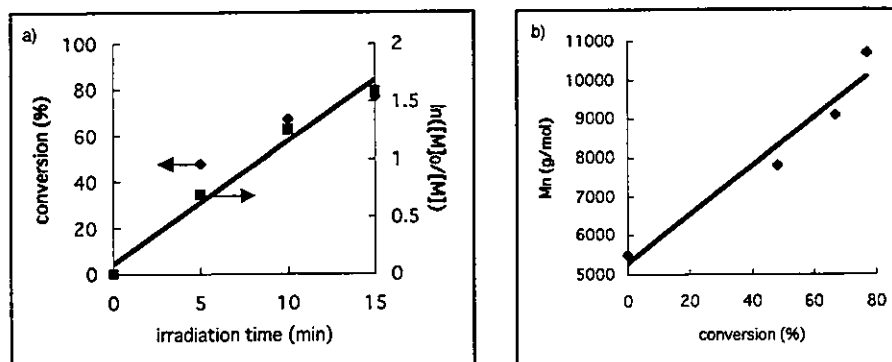 a)
100
80
60
40
20
0
conversion (%)
0 5 10 15
irradiation time (min)
2
1.5
1
0.5
0
ln([M]o/[M])
b)
11000
10000
9000
8000
7000
6000
5000
Mn (g/mol)
0 20 40 60 80
conversion (%)